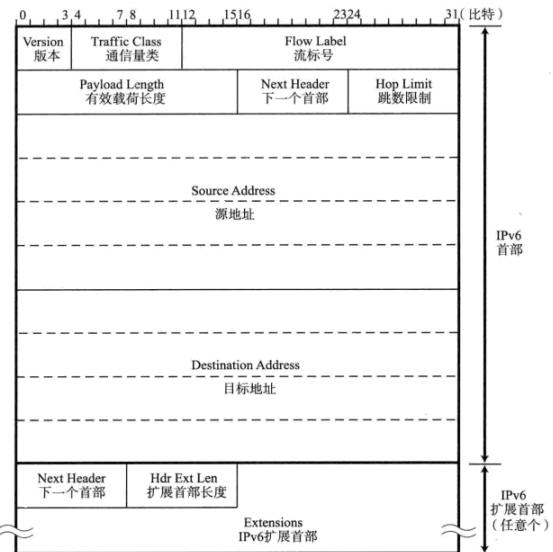 0 3 4 7 8 11 12 15 16 23 24 31 (比特)
Version Traffic Class Flow Label
版本 通信量类 流标号
Payload Length Next Header Hop Limit
有效载荷长度 下一个首部 跳数限制
Source Address
源地址
IPv6
首部
Destination Address
目标地址
Next Header Hdr Ext Len
下一个首部 扩展首部长度
IPv6
扩展首部
(任意个)
Extensions
IPv6扩展首部